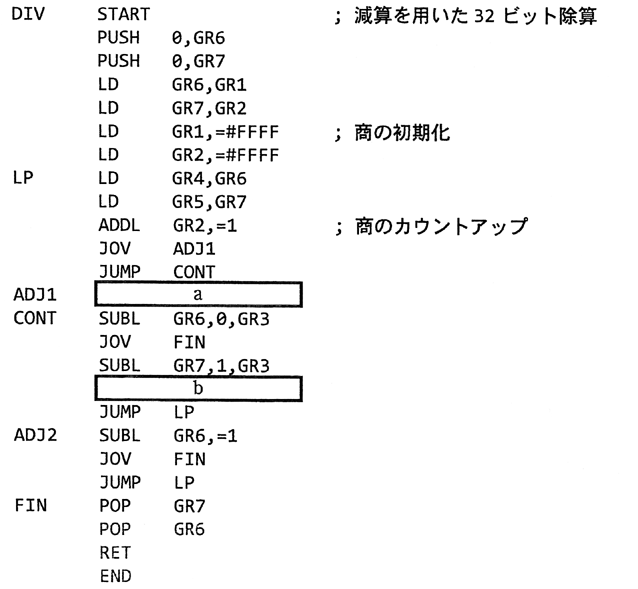 DIV START ; 減算を用いた 32 ビット除算
PUSH 0,GR6
PUSH 0,GR7
LD GR6,GR1
LD GR7,GR2
LD GR1,=#FFFF ; 商の初期化
LD GR2,=#FFFF
LP LD GR4,GR6
LD GR5,GR7
ADDL GR2,=1 ; 商のカウントアップ
JOV ADJ1
JUMP CONT
ADJ1 a
CONT SUBL GR6,0,GR3
JOV FIN
SUBL GR7,1,GR3
b
JUMP LP
ADJ2 SUBL GR6,=1
JOV FIN
JUMP LP
FIN POP GR7
POP GR6
RET
END